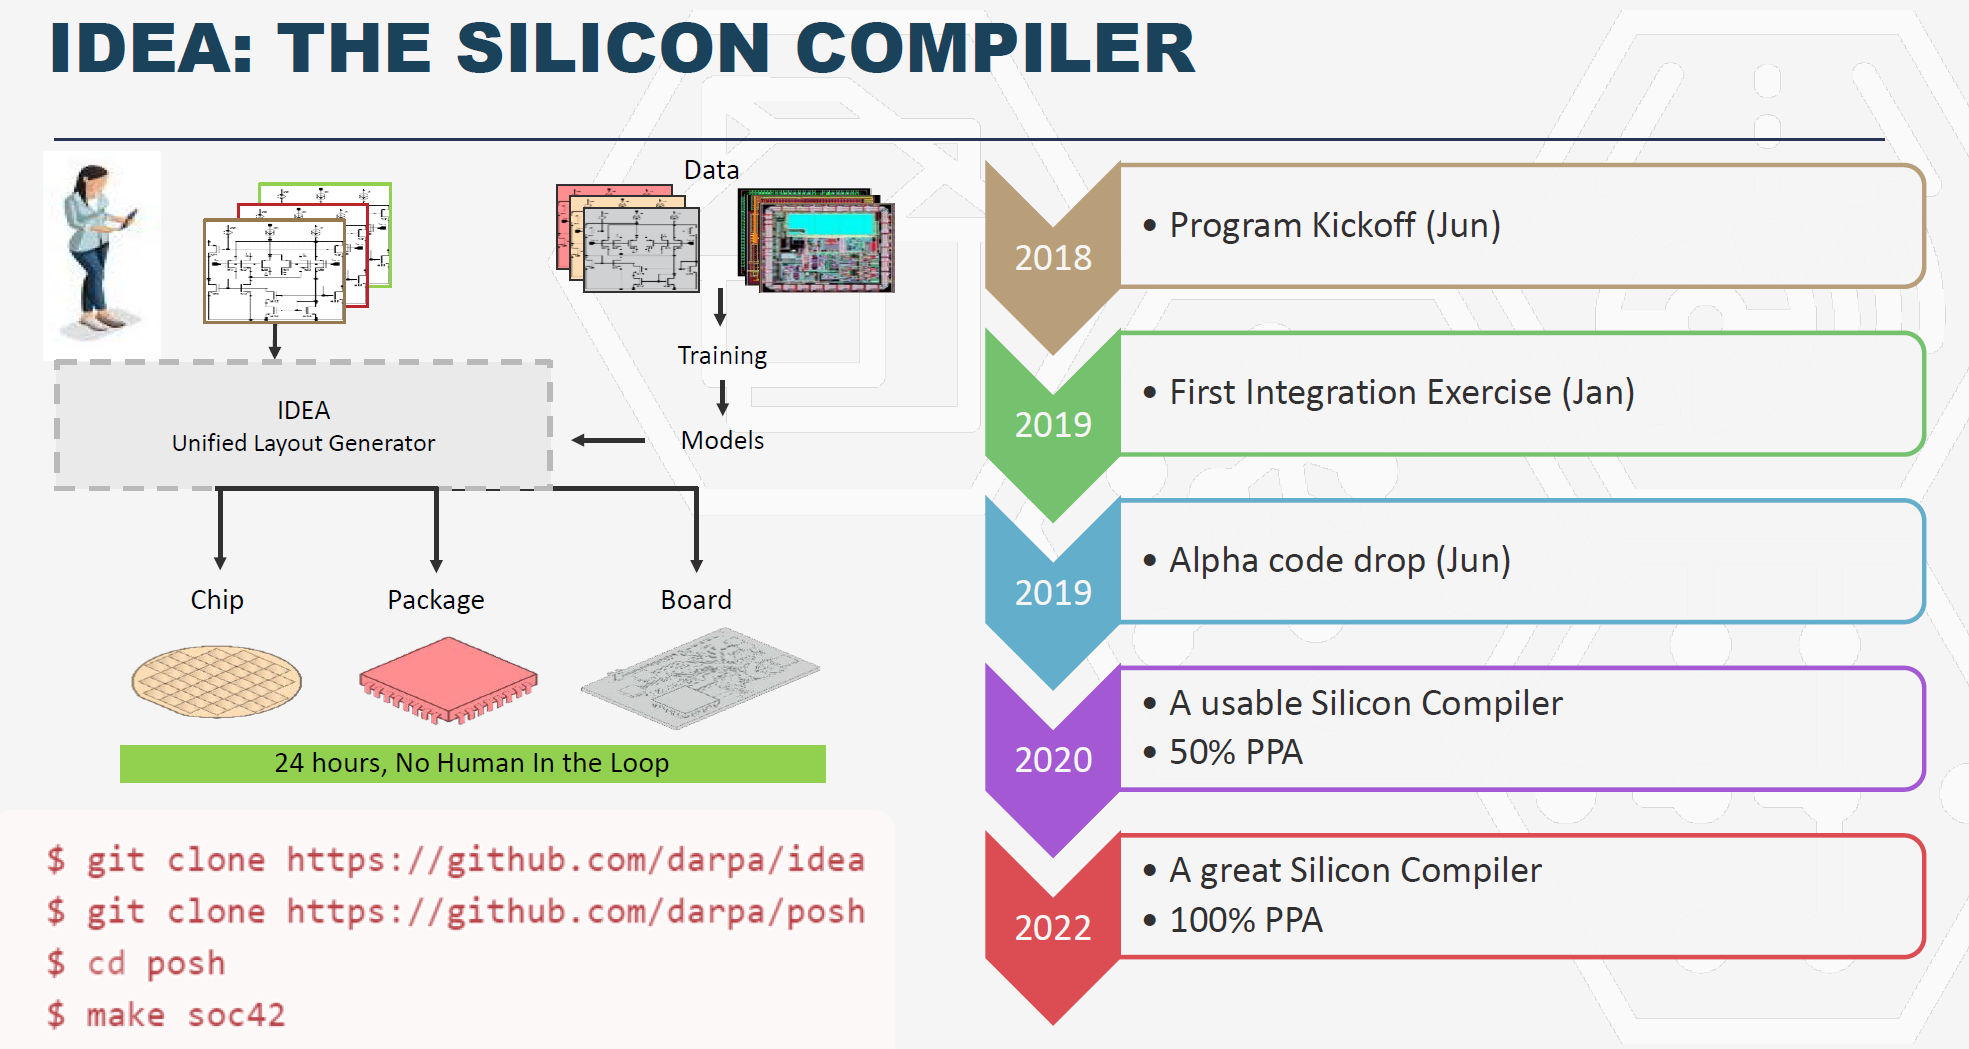 IDEA: THE SILICON COMPILER
Data
Training
Models
IDEA
Unified Layout Generator
Chip
Package
Board
24 hours, No Human In the Loop
$ git clone https://github.com/darpa/idea
$ git clone https://github.com/darpa/posh
$ cd posh
$ make soc42
2018
• Program Kickoff (Jun)
2019
• First Integration Exercise (Jan)
2019
• Alpha code drop (Jun)
2020
• A usable Silicon Compiler
• 50% PPA
2022
• A great Silicon Compiler
• 100% PPA